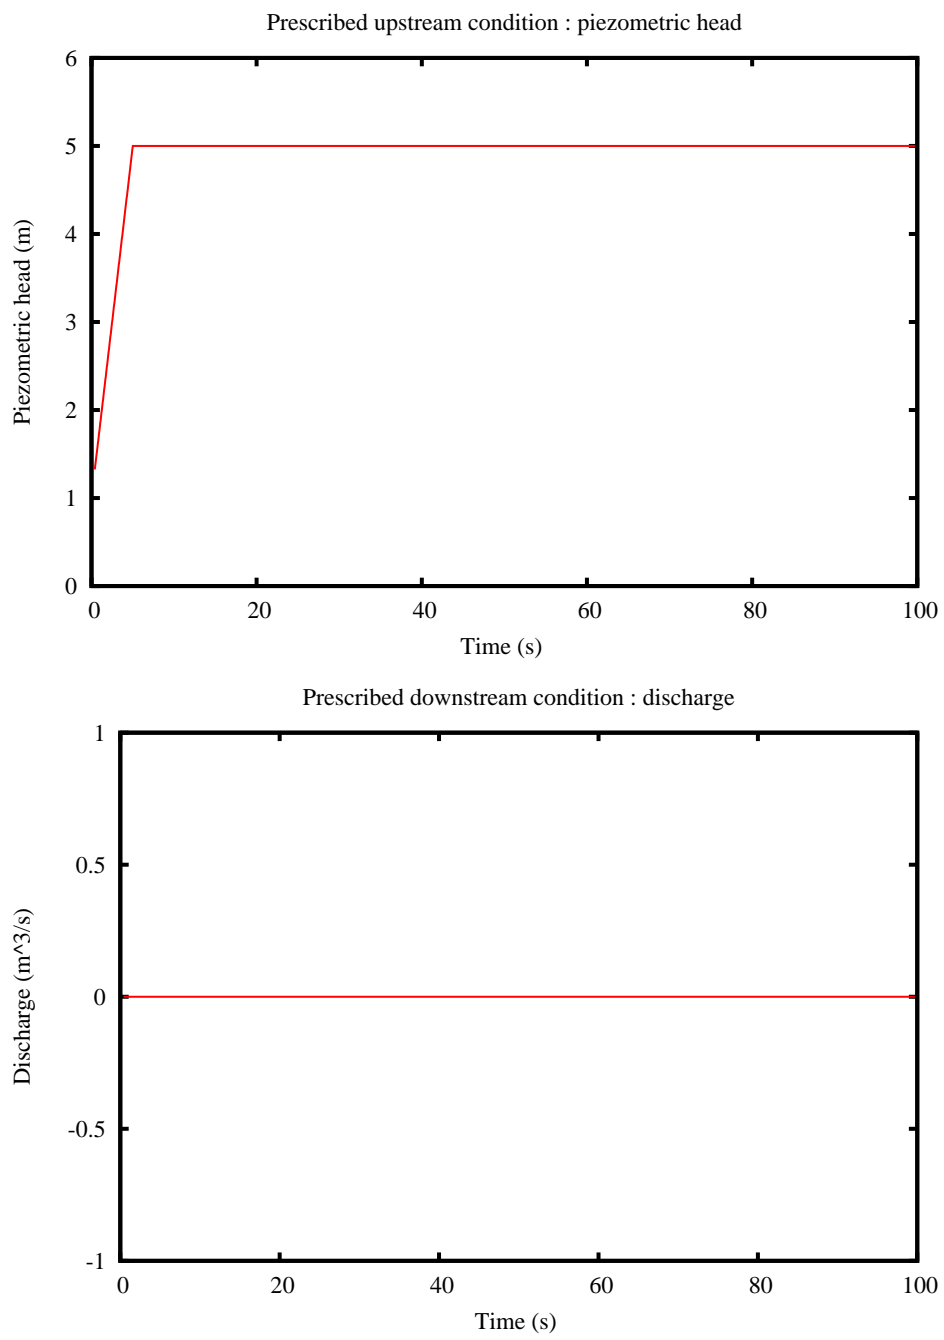 Prescribed upstream condition : piezometric head
6
5
4
3
2
1
0
Piezometric head (m)
0 20 40 60 80 100
Time (s)
Prescribed downstream condition : discharge
1
0.5
0
-0.5
-1
Discharge (m^3/s)
0 20 40 60 80 100
Time (s)